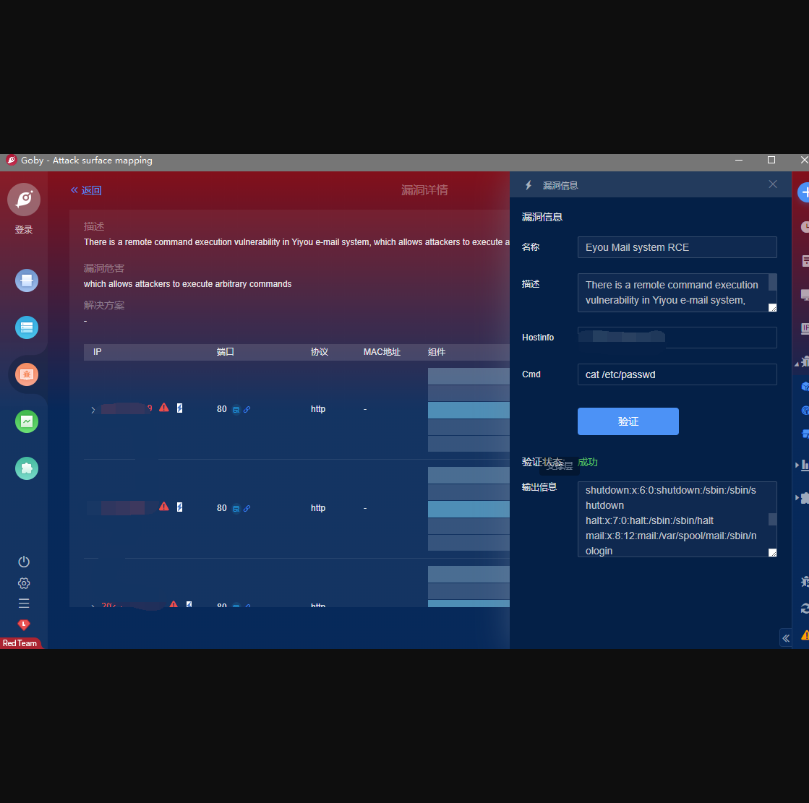 Goby - Attack surface mapping
登录
Red Team
« 返回
漏洞详情
描述
There is a remote command execution vulnerability in Yiyou e-mail system, which allows attackers to execute a
漏洞危害
which allows attackers to execute arbitrary commands
解决方案
-
IP 端口 协议 MAC地址 组件
80 http -
80 http -
80 http
漏洞信息
漏洞信息
名称 Eyou Mail system RCE
描述 There is a remote command execution
vulnerability in Yiyou e-mail system,
Hostinfo
Cmd cat /etc/passwd
验证
验证状态 成功
支撑层
输出信息 shutdown:x:6:0:shutdown:/sbin:/sbin/s
hutdown
halt:x:7:0:halt:/sbin:/sbin/halt
mail:x:8:12:mail:/var/spool/mail:/sbin/n
ologin